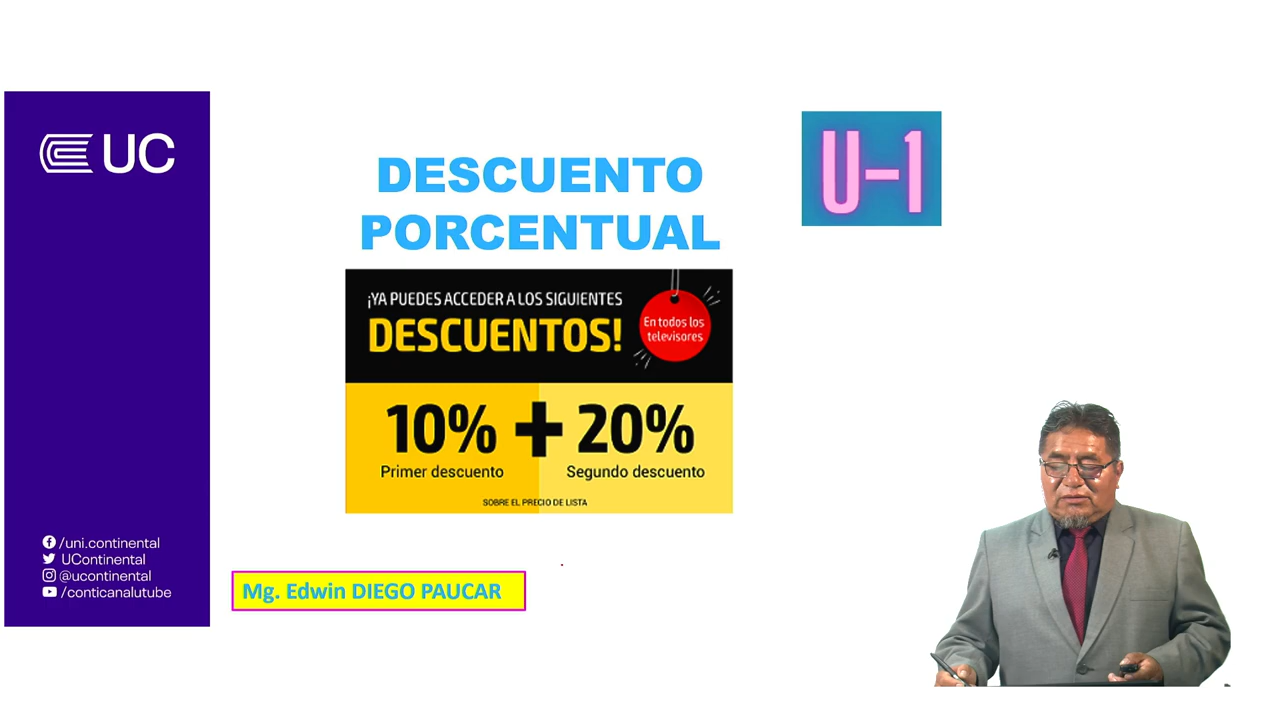 UC
DESCUENTO
PORCENTUAL
U-1
¡YA PUEDES ACCEDER A LOS SIGUIENTES
DESCUENTOS!
En todos los
televisores
10% + 20%
Primer descuento
Segundo descuento
SOBRE EL PRECIO DE LISTA
/uni.continental
UContinental
@ucontinental
/conticanalutube
Mg. Edwin DIEGO PAUCAR